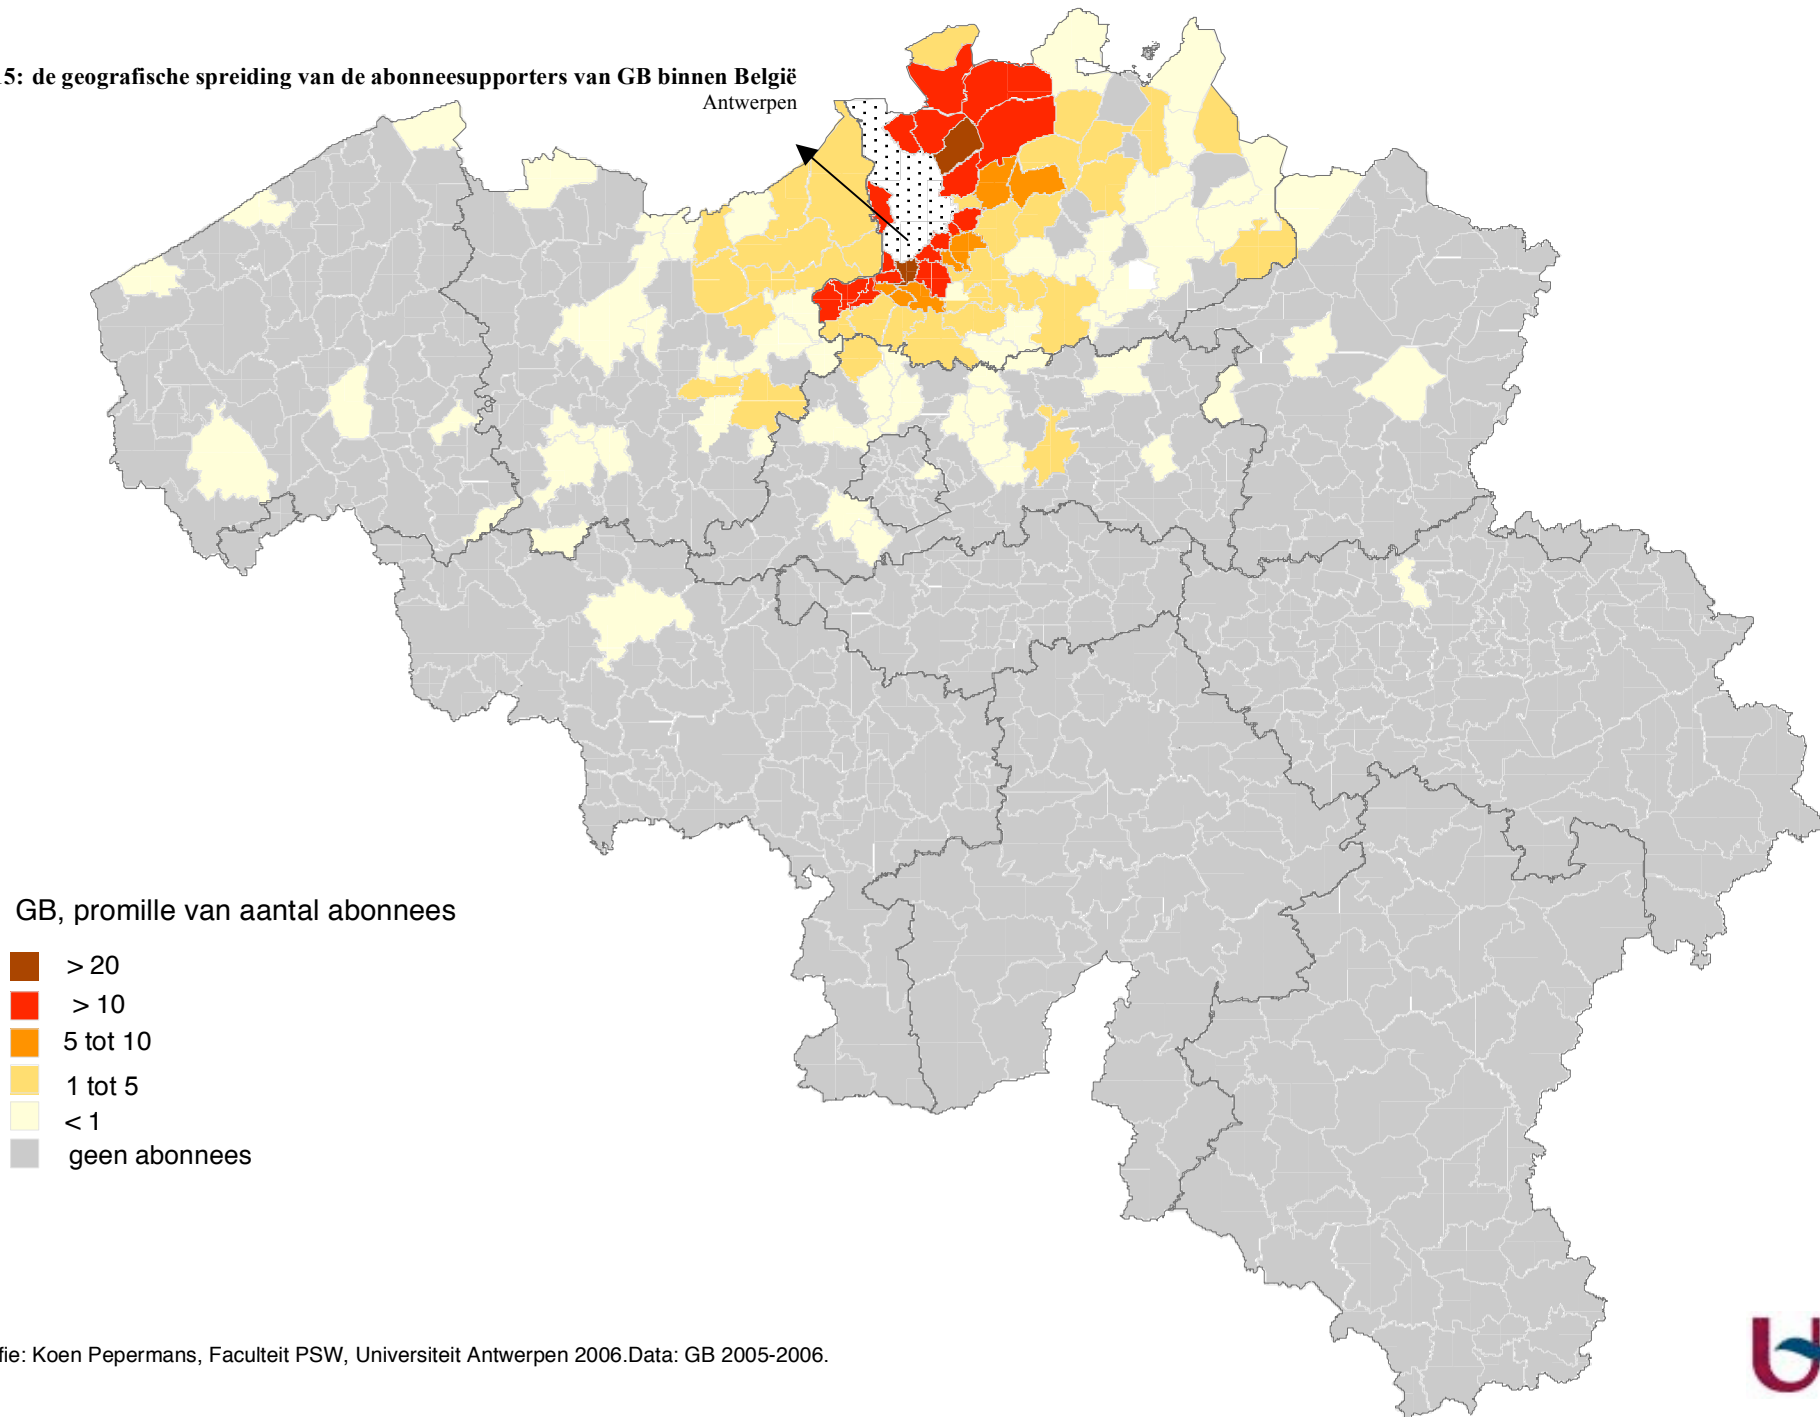 15: de geografische spreiding van de abonneesupporters van GB binnen België
Antwerpen
GB, promille van aantal abonnees
> 20
> 10
5 tot 10
1 tot 5
< 1
geen abonnees
fie: Koen Pepermans, Faculteit PSW, Universiteit Antwerpen 2006.Data: GB 2005-2006.